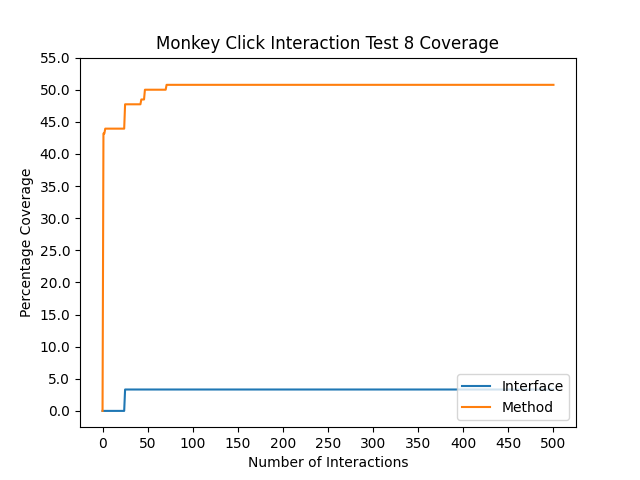 Monkey Click Interaction Test 8 Coverage
55.0
50.0
45.0
40.0
35.0
30.0
25.0
20.0
15.0
10.0
5.0
0.0
Percentage Coverage
Interface
Method
0 50 100 150 200 250 300 350 400 450 500
Number of Interactions